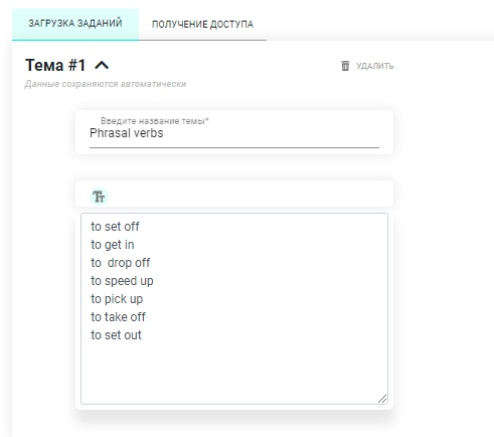 ЗАГРУЗКА ЗАДАНИЙ ПОЛУЧЕНИЕ ДОСТУПА
Тема #1 УДАЛИТЬ
Данные сохраняются автоматически
Введите название темы*
Phrasal verbs
Tт
to set off
to get in
to  drop off
to speed up
to pick up
to take off
to set out